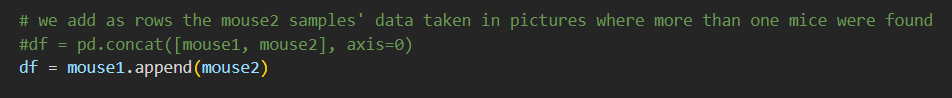 # we add as rows the mouse2 samples' data taken in pictures where more than one mice were found
#df = pd.concat([mouse1, mouse2], axis=0)
df = mouse1.append(mouse2)